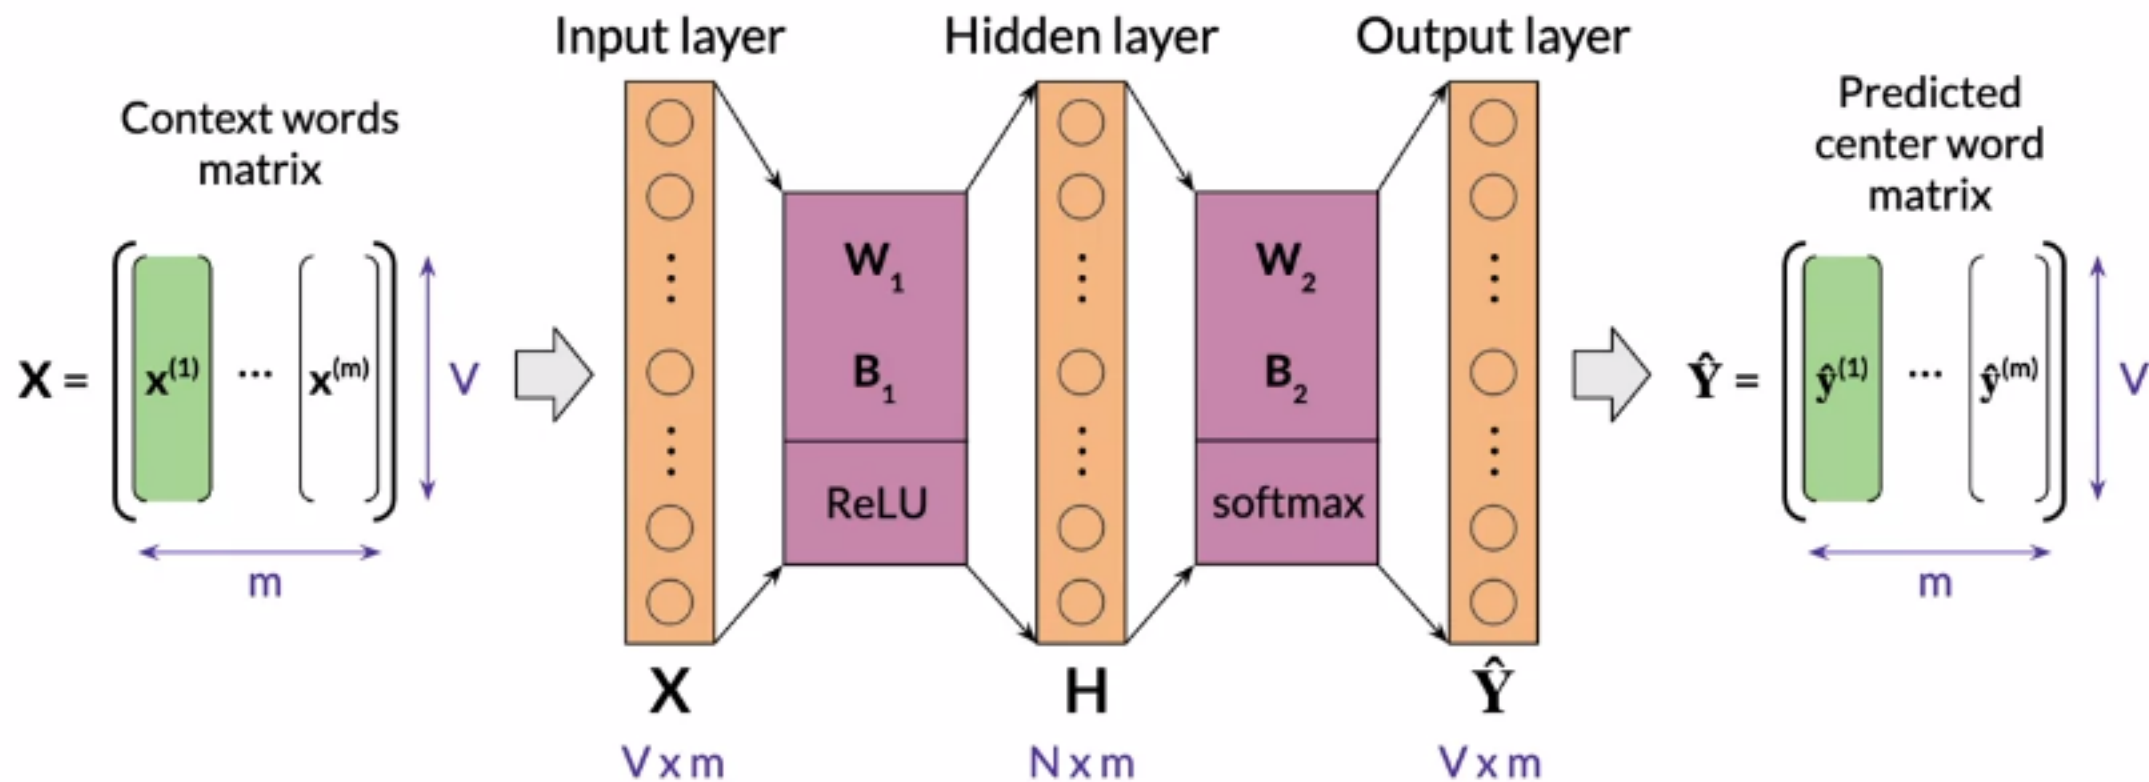 Context words
matrix
X = ( x(1) ... x(m) ) V
m
Input layer
X
V x m
W1
B1
ReLU
Hidden layer
H
N x m
W2
B2
softmax
Output layer
Ŷ
V x m
Predicted
center word
matrix
Ŷ = ( ŷ(1) ... ŷ(m) ) V
m